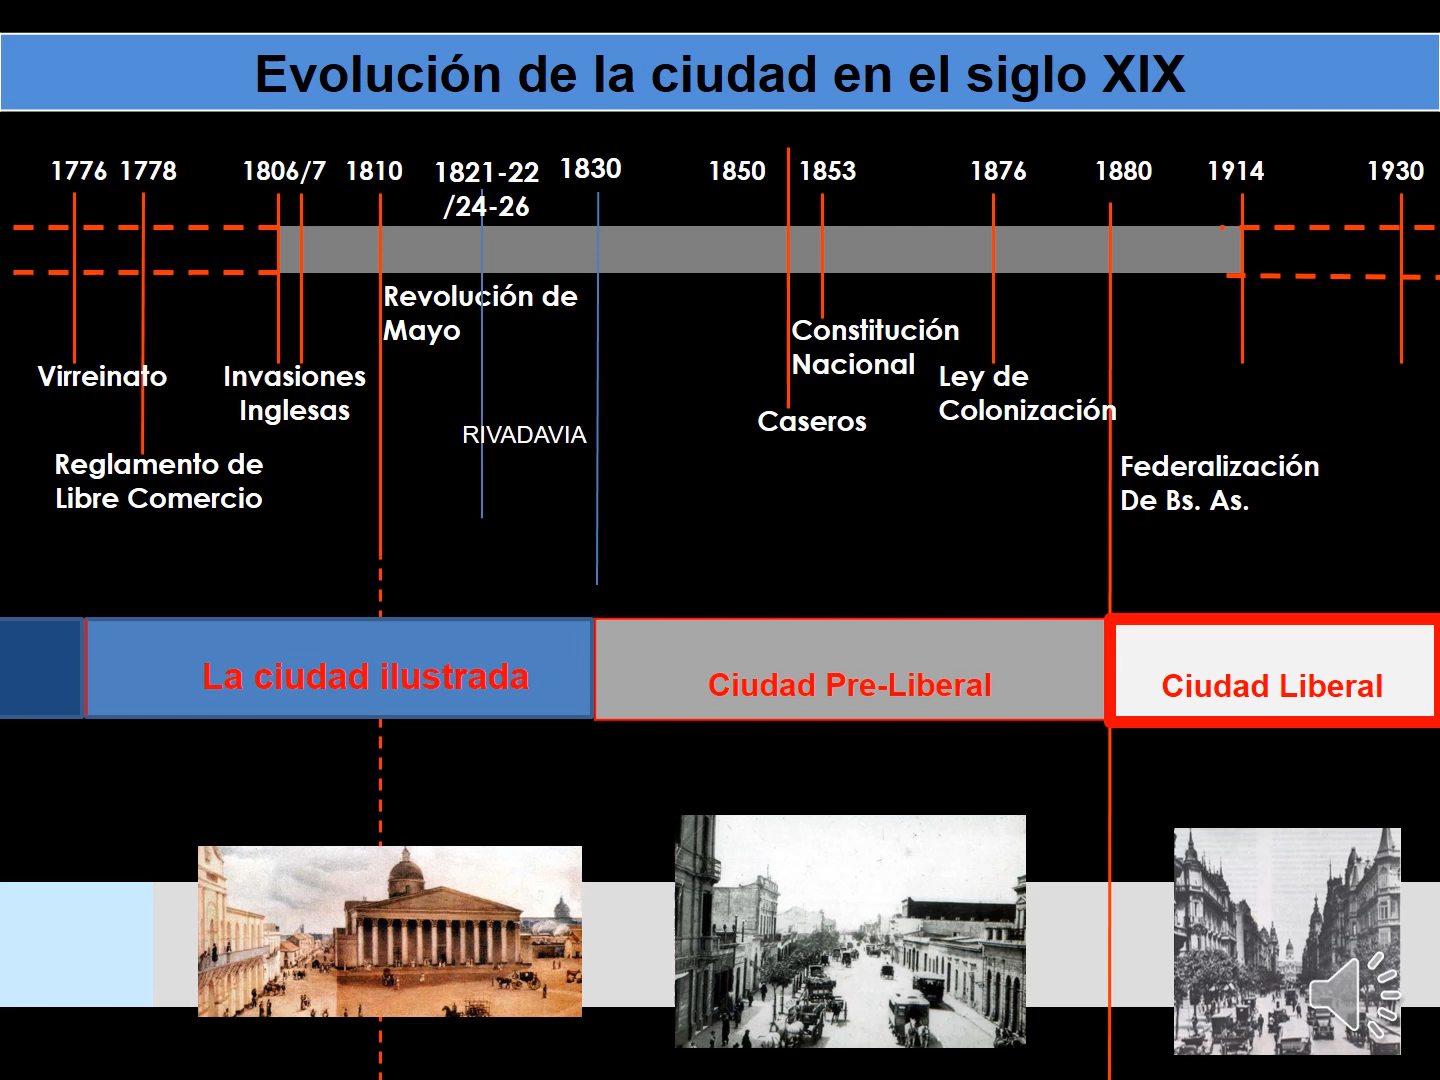 Evolución de la ciudad en el siglo XIX
1776 1778 1806/7 1810 1821-22 1830 1850 1853 1876 1880 1914 1930
/24-26
Revolución de
Mayo
Constitución
Nacional
Virreinato
Invasiones
Inglesas
Ley de
Colonización
Caseros
RIVADAVIA
Reglamento de
Libre Comercio
Federalización
De Bs. As.
La ciudad ilustrada
Ciudad Pre-Liberal
Ciudad Liberal